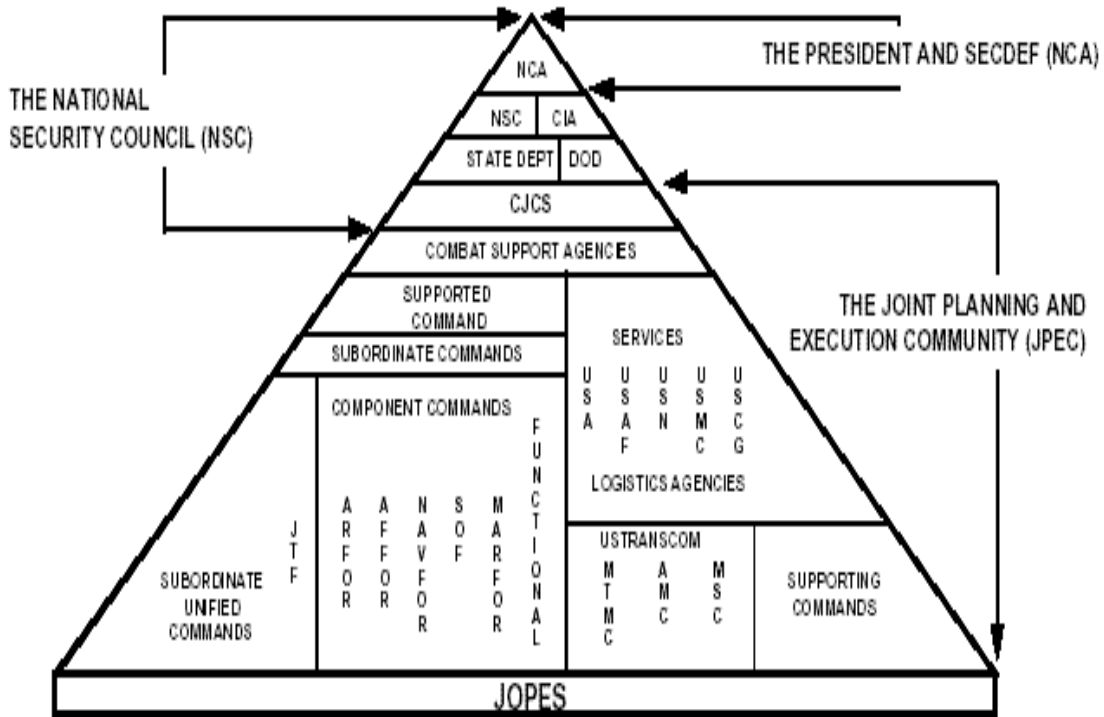 THE PRESIDENT AND SECDEF (NCA)
THE NATIONAL
SECURITY COUNCIL (NSC)
NCA
NSC CIA
STATE DEPT DOD
CJCS
COMBAT SUPPORT AGENCIES
SUPPORTED
COMMAND
SUBORDINATE COMMANDS
THE JOINT PLANNING AND
EXECUTION COMMUNITY (JPEC)
SERVICES
USA
USAF
USN
USMC
USCG
LOGISTICS AGENCIES
COMPONENT COMMANDS
ARFOR
AFFOR
NAVFOR
SOF
MARFOR
FUNCTIONAL
JTF
SUBORDINATE
UNIFIED
COMMANDS
USTRANSCOM
MTMC
AMC
MSC
SUPPORTING
COMMANDS
JOPES